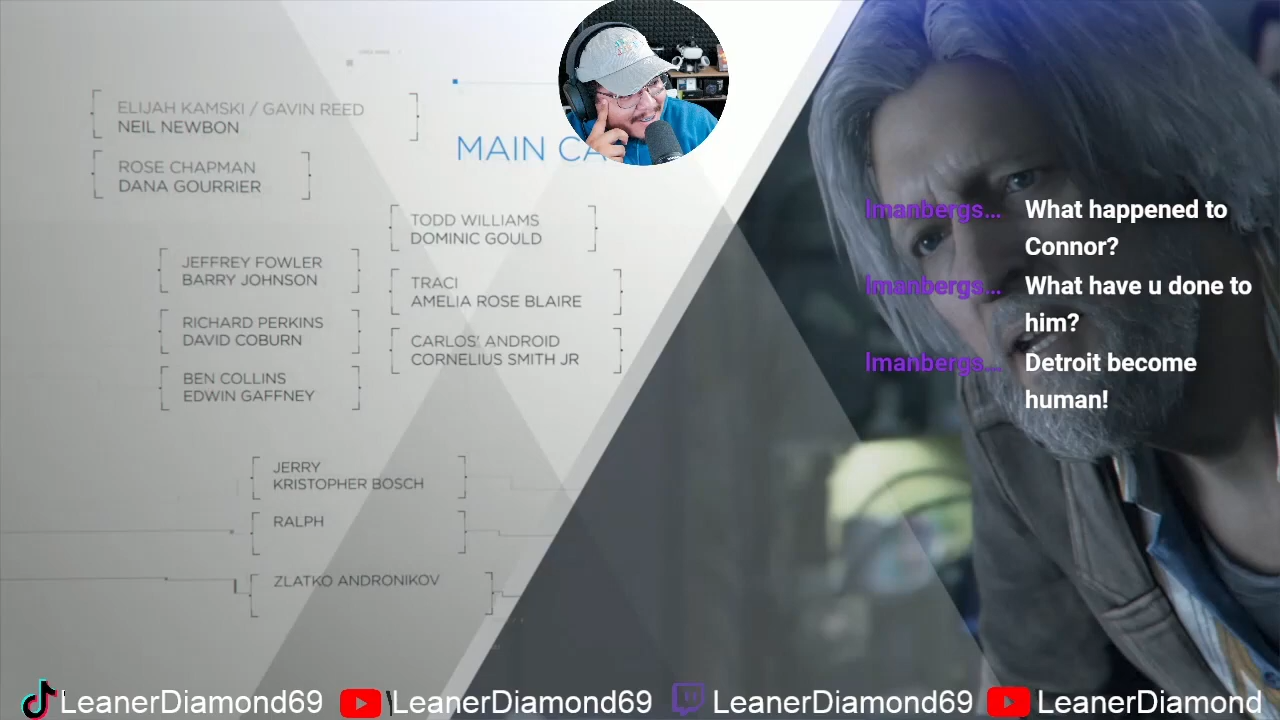 ELIJAH KAMSKI / GAVIN REED
NEIL NEWBON
MAIN CA
ROSE CHAPMAN
DANA GOURRIER
TODD WILLIAMS
DOMINIC GOULD
JEFFREY FOWLER
BARRY JOHNSON
TRACI
AMELIA ROSE BLAIRE
RICHARD PERKINS
DAVID COBURN
CARLOS' ANDROID
CORNELIUS SMITH JR
BEN COLLINS
EDWIN GAFFNEY
JERRY
KRISTOPHER BOSCH
RALPH
ZLATKO ANDRONIKOV
Imanbergs... What happened to
Connor?
Imanbergs... What have u done to
him?
Imanbergs... Detroit become
human!
LeanerDiamond69 \LeanerDiamond69 LeanerDiamond69 LeanerDiamond